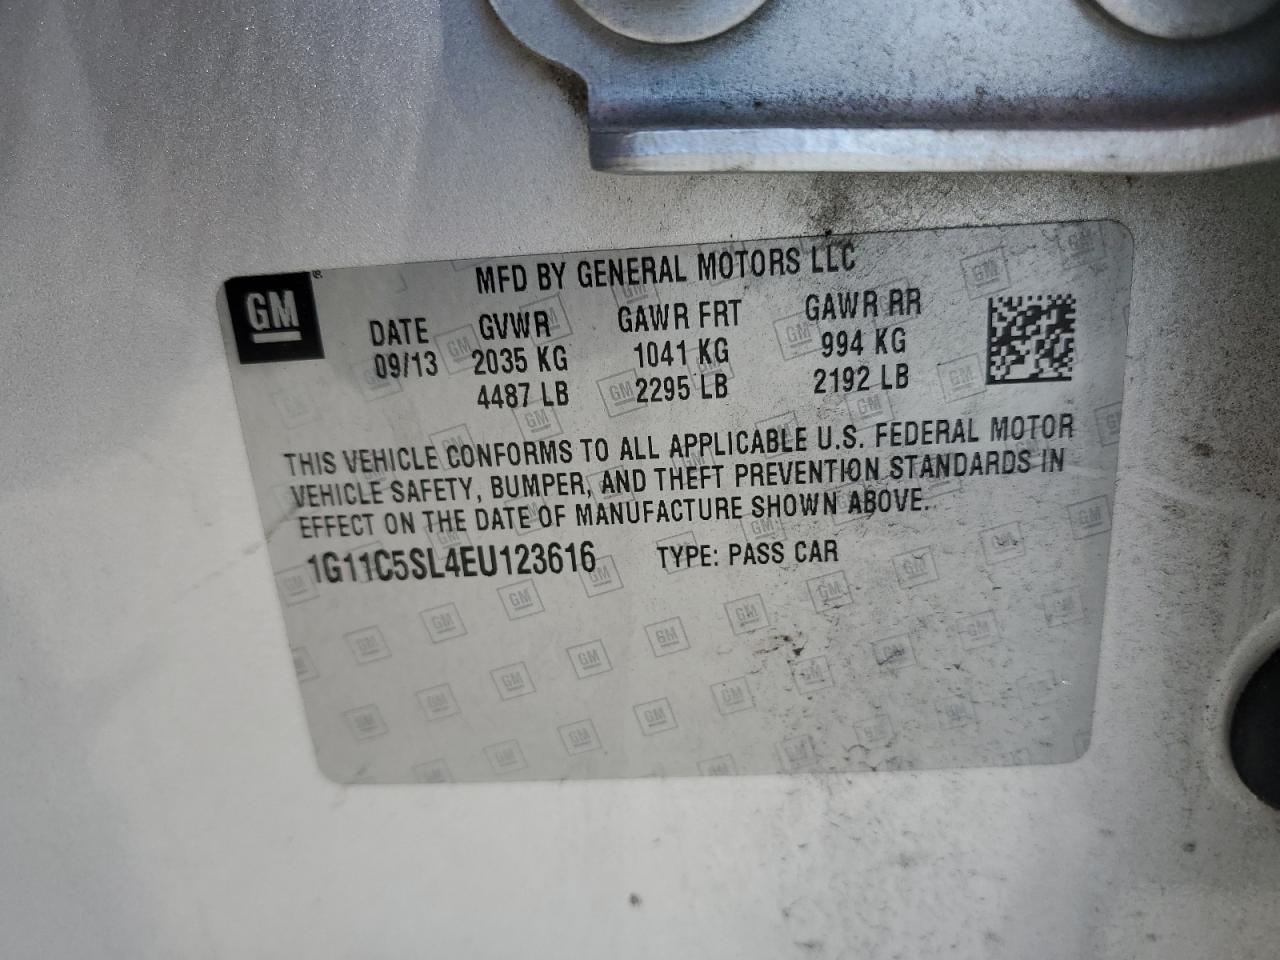 MFD BY GENERAL MOTORS LLC
GM®
DATE GVWR GAWR FRT GAWR RR
09/13 2035 KG 1041 KG 994 KG
4487 LB 2295 LB 2192 LB
THIS VEHICLE CONFORMS TO ALL APPLICABLE U.S. FEDERAL MOTOR
VEHICLE SAFETY, BUMPER, AND THEFT PREVENTION STANDARDS IN
EFFECT ON THE DATE OF MANUFACTURE SHOWN ABOVE.
1G11C5SL4EU123616 TYPE: PASS CAR